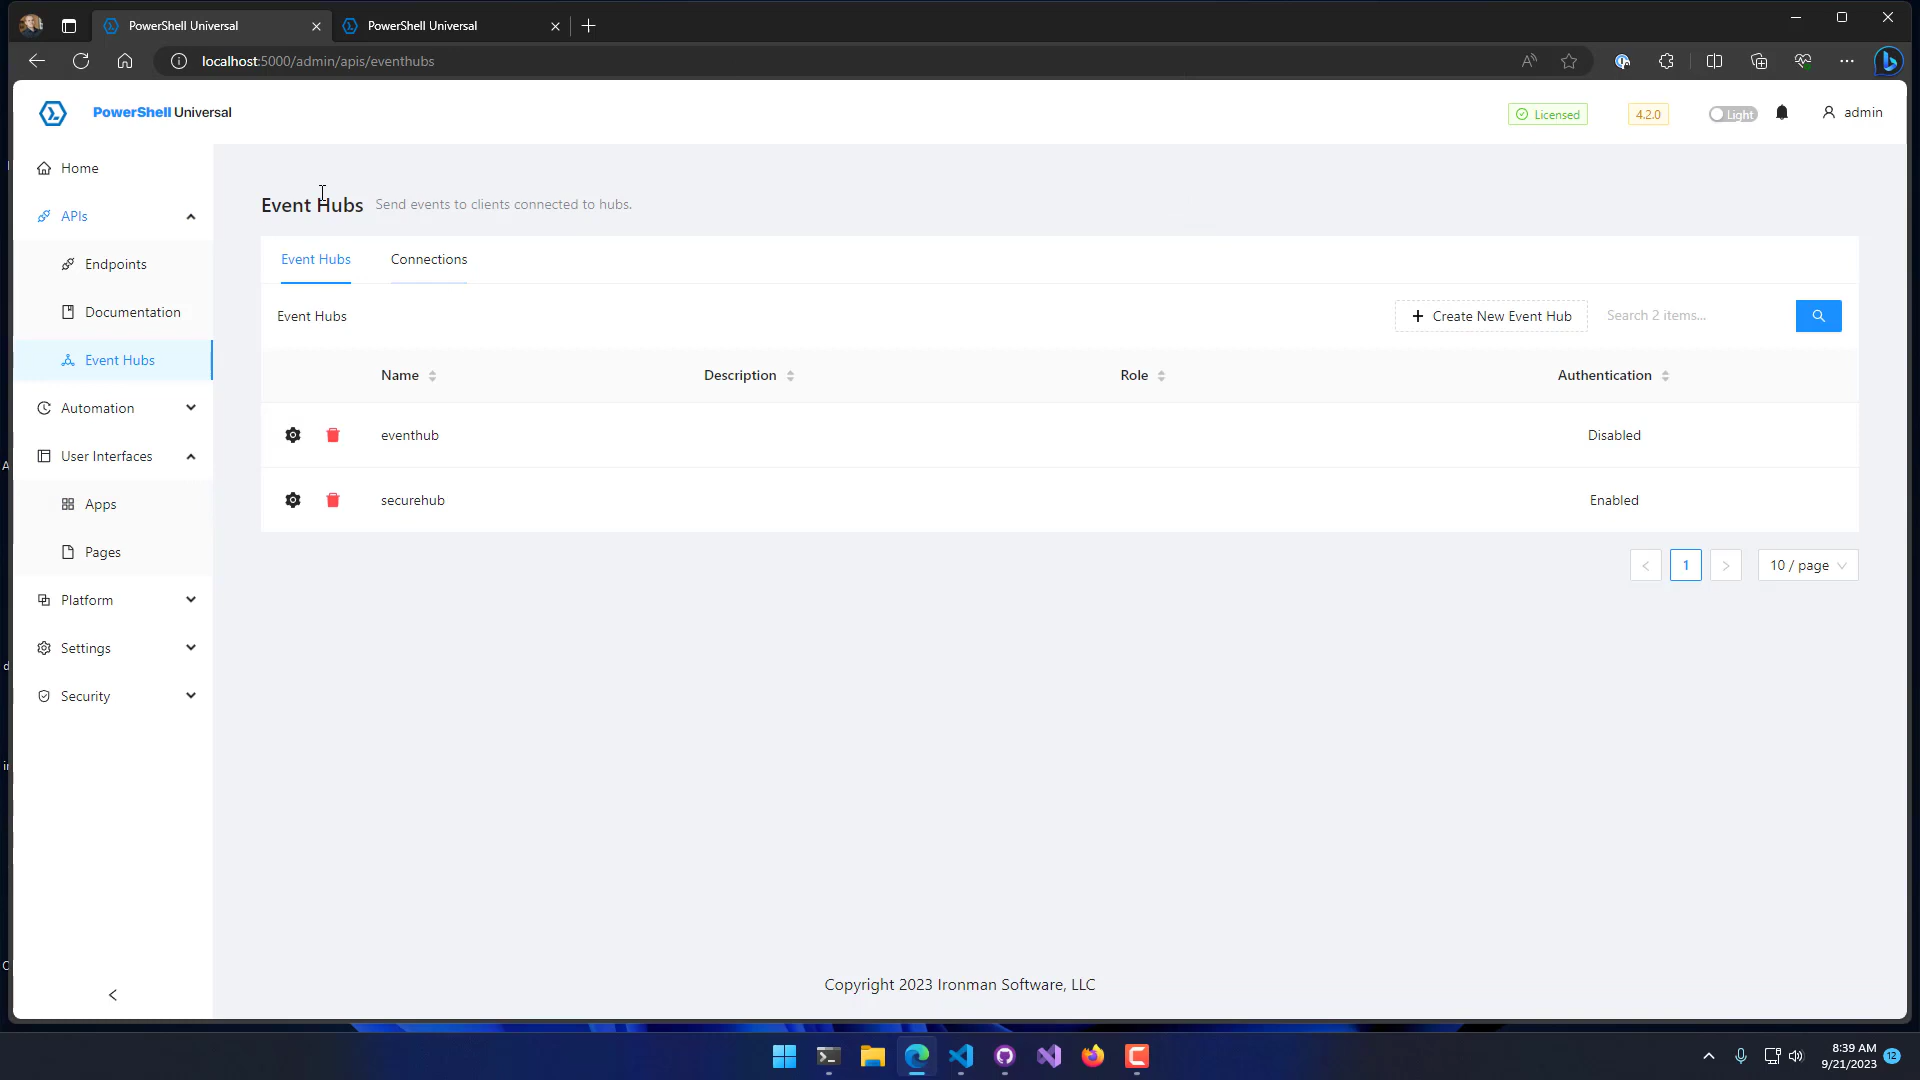 PowerShell Universal
PowerShell Universal
localhost:5000/admin/apis/eventhubs
PowerShell Universal
Licensed
4.2.0
Light
admin
Home
APIs
Endpoints
Documentation
Event Hubs
Automation
User Interfaces
Apps
Pages
Platform
Settings
Security
Event Hubs Send events to clients connected to hubs.
Event Hubs Connections
Event Hubs
+ Create New Event Hub
Search 2 items...
Name Description Role Authentication
eventhub Disabled
securehub Enabled
< 1 > 10 / page
Copyright 2023 Ironman Software, LLC
8:39 AM
9/21/2023
12